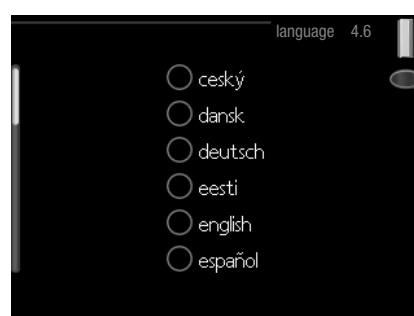 language 4.6
ceský
dansk
deutsch
eesti
english
español